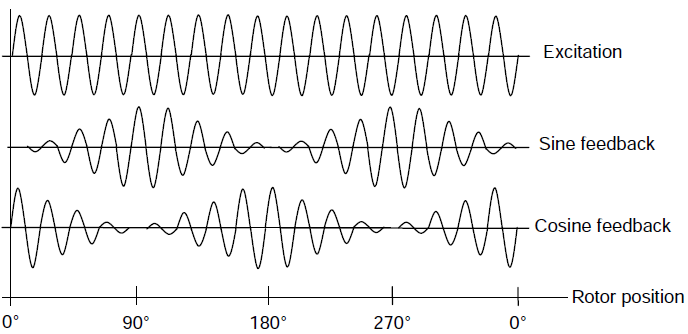 Excitation
Sine feedback
Cosine feedback
Rotor position
0° 90° 180° 270° 0°